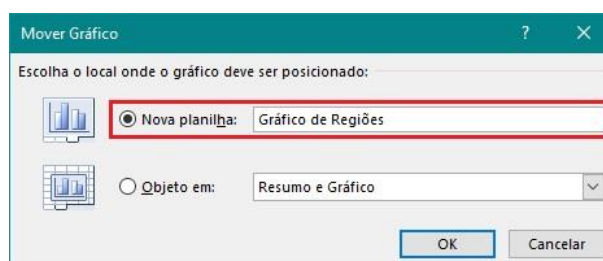 Mover Gráfico ?
Escolha o local onde o gráfico deve ser posicionado:
Nova planilha: Gráfico de Regiões
Objeto em: Resumo e Gráfico
OK Cancelar